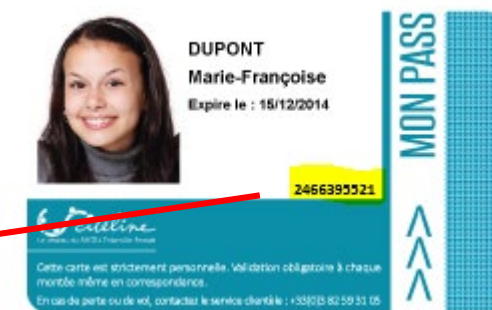 DUPONT
Marie-Françoise
Expire le : 15/12/2014
MON PASS
2466395521
Citeline
Cette carte est strictement personnelle. Validation obligatoire à chaque
montée même en correspondance.
En cas de perte ou de vol, contactez le service clientèle : +33(0)3 82 59 31 05